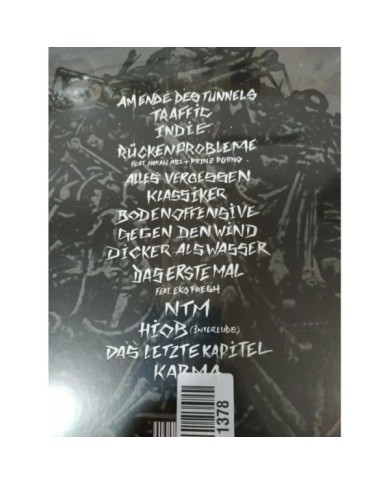 AM ENDE DES TUNNELS
TRAFFIC
INDIE
RÜCKENPROBLEME
FEAT. HAKAN ABI + PRINZ PORNO
ALLES VERGESSEN
KLASSIKER
BODENOFFENSIVE
GEGEN DEN WIND
DICKER ALS WASSER
DAS ERSTE MAL
FEAT. EKO FRESH
NTM
HIOB (INTERLUDE)
DAS LETZTE KAPITEL
KARMA
1378